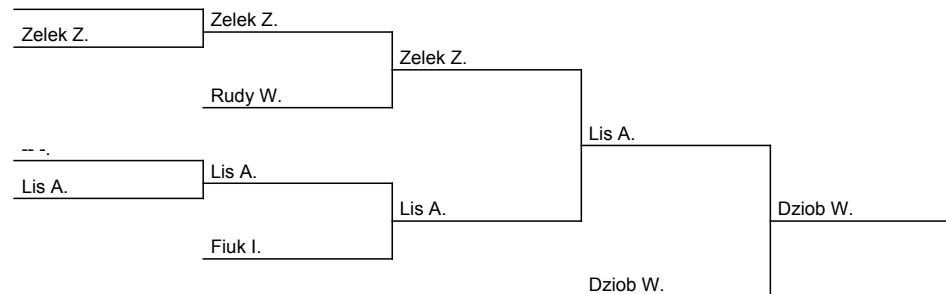 Zelek Z.
Zelek Z.
Zelek Z.
Rudy W.
Lis A.
-- -.
Lis A.
Lis A.
Lis A.
Dziob W.
Fiuk I.
Dziob W.